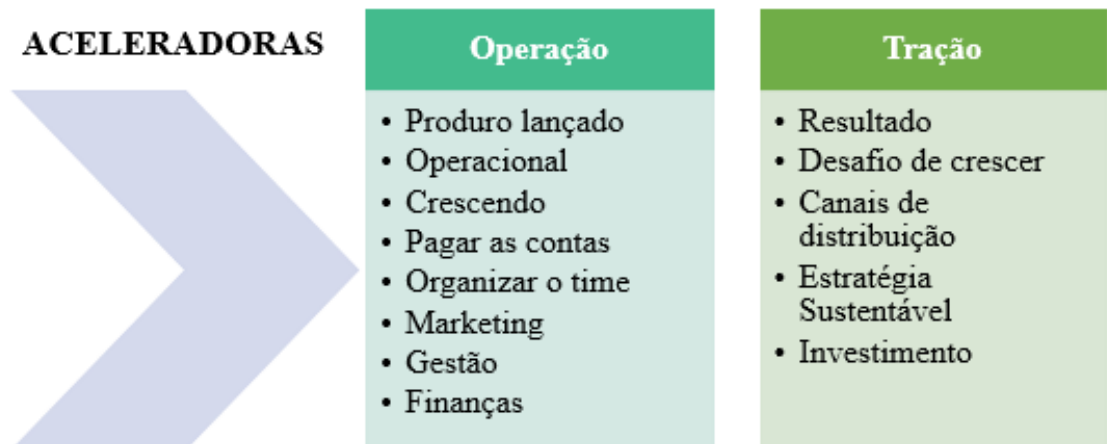 ACELERADORAS
Operação
• Produro lançado
• Operacional
• Crescendo
• Pagar as contas
• Organizar o time
• Marketing
• Gestão
• Finanças
Tração
• Resultado
• Desafio de crescer
• Canais de
distribuição
• Estratégia
Sustentável
• Investimento